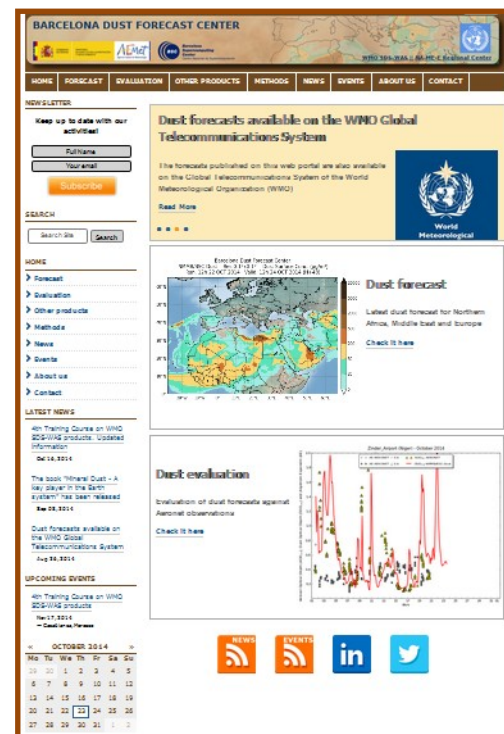 BARCELONA DUST FORECAST CENTER
AEMet
WMO SDS-WAS :: NA-ME-E Regional Center
HOME FORECAST EVALUATION OTHER PRODUCTS METHODS NEWS EVENTS ABOUT US CONTACT
NEWSLETTER
Keep up to date with our
activities!
Full Name
Your email
Subscribe
SEARCH
Search Site Search
HOME
Forecast
Evaluation
Other products
Methods
News
Events
About us
Contact
LATEST NEWS
4th Training Course on WMO
SDS-WAS products. Updated
information
Oct 16, 2014
The book "Mineral Dust - A
key player in the Earth
system" has been released
Sep 08, 2014
Dust forecasts available on
the WMO Global
Telecommunications System
UPCOMING EVENTS
4th Training Course on WMO
SDS-WAS products
Nov 17, 2014
— Casablanca, Morocco
« OCTOBER 2014 »
Mo Tu We Th Fr Sa Su
29 30 1 2 3 4 5
6 7 8 9 10 11 12
13 14 15 16 17 18 19
20 21 22 23 24 25 26
27 28 29 30 31 1 2
Dust forecasts available on the WMO Global
Telecommunications System
The forecasts published on this web portal are also available
on the Global Telecommunications System of the World
Meteorological Organization (WMO)
Read More
World
Meteorological
Barcelona Dust Forecast Center
Dust forecast
Latest dust forecast for Northern
Africa, Middle East and Europe
Check it here
Dust evaluation
Evaluation of dust forecasts against
Aeronet observations
Check it here
Zinder_Airport (Niger) - October 2014
NEWS
EVENTS
in